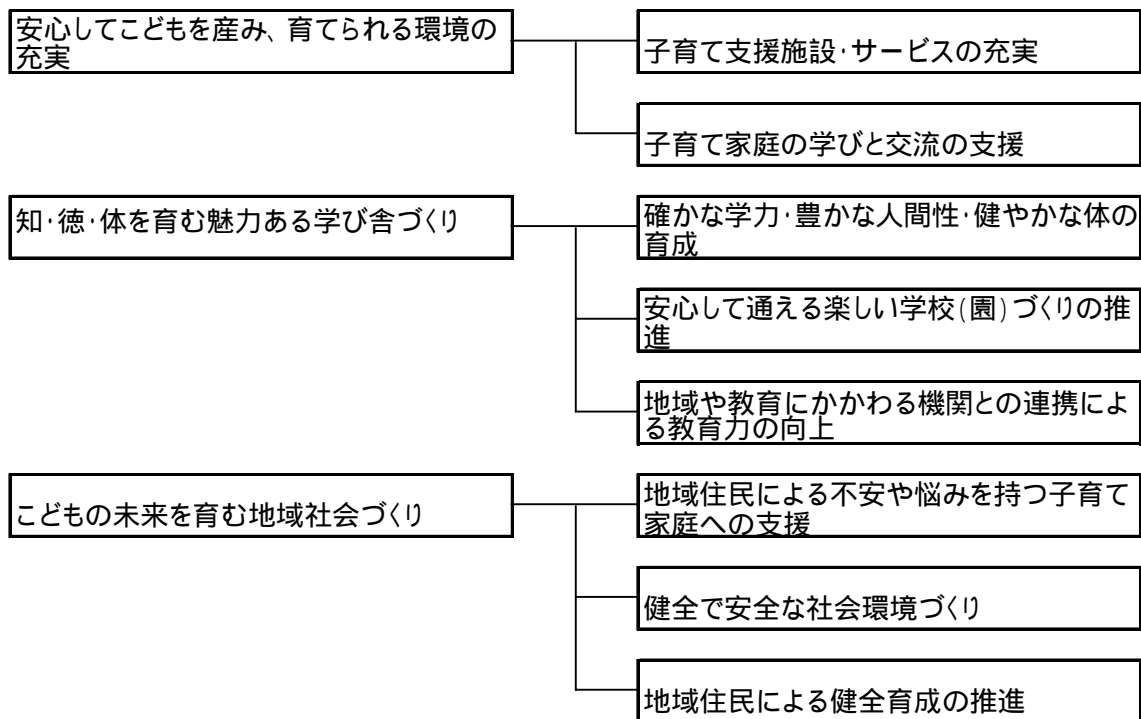 安心してこどもを産み、育てられる環境の
充実
子育て支援施設・サービスの充実
子育て家庭の学びと交流の支援
知・徳・体を育む魅力ある学び舎づくり
確かな学力・豊かな人間性・健やかな体の
育成
安心して通える楽しい学校(園)づくりの推
進
地域や教育にかかわる機関との連携によ
る教育力の向上
こどもの未来を育む地域社会づくり
地域住民による不安や悩みを持つ子育て
家庭への支援
健全で安全な社会環境づくり
地域住民による健全育成の推進